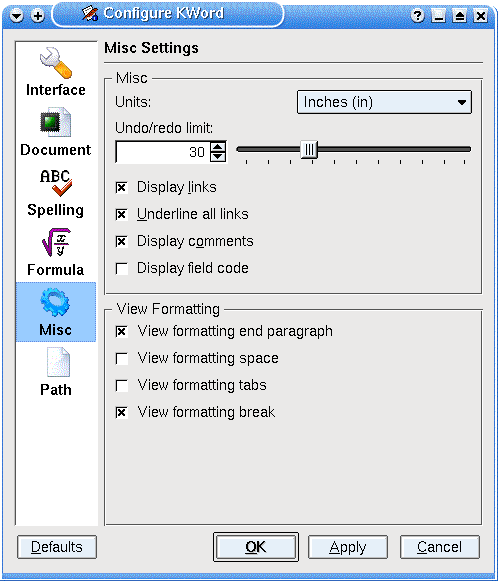 Configure KWord
Misc Settings
Interface
Document
ABC
Spelling
x
y
Formula
Misc
Path
Misc
Units: Inches (in)
Undo/redo limit:
30
Display links
Underline all links
Display comments
Display field code
View Formatting
View formatting end paragraph
View formatting space
View formatting tabs
View formatting break
Defaults OK Apply Cancel